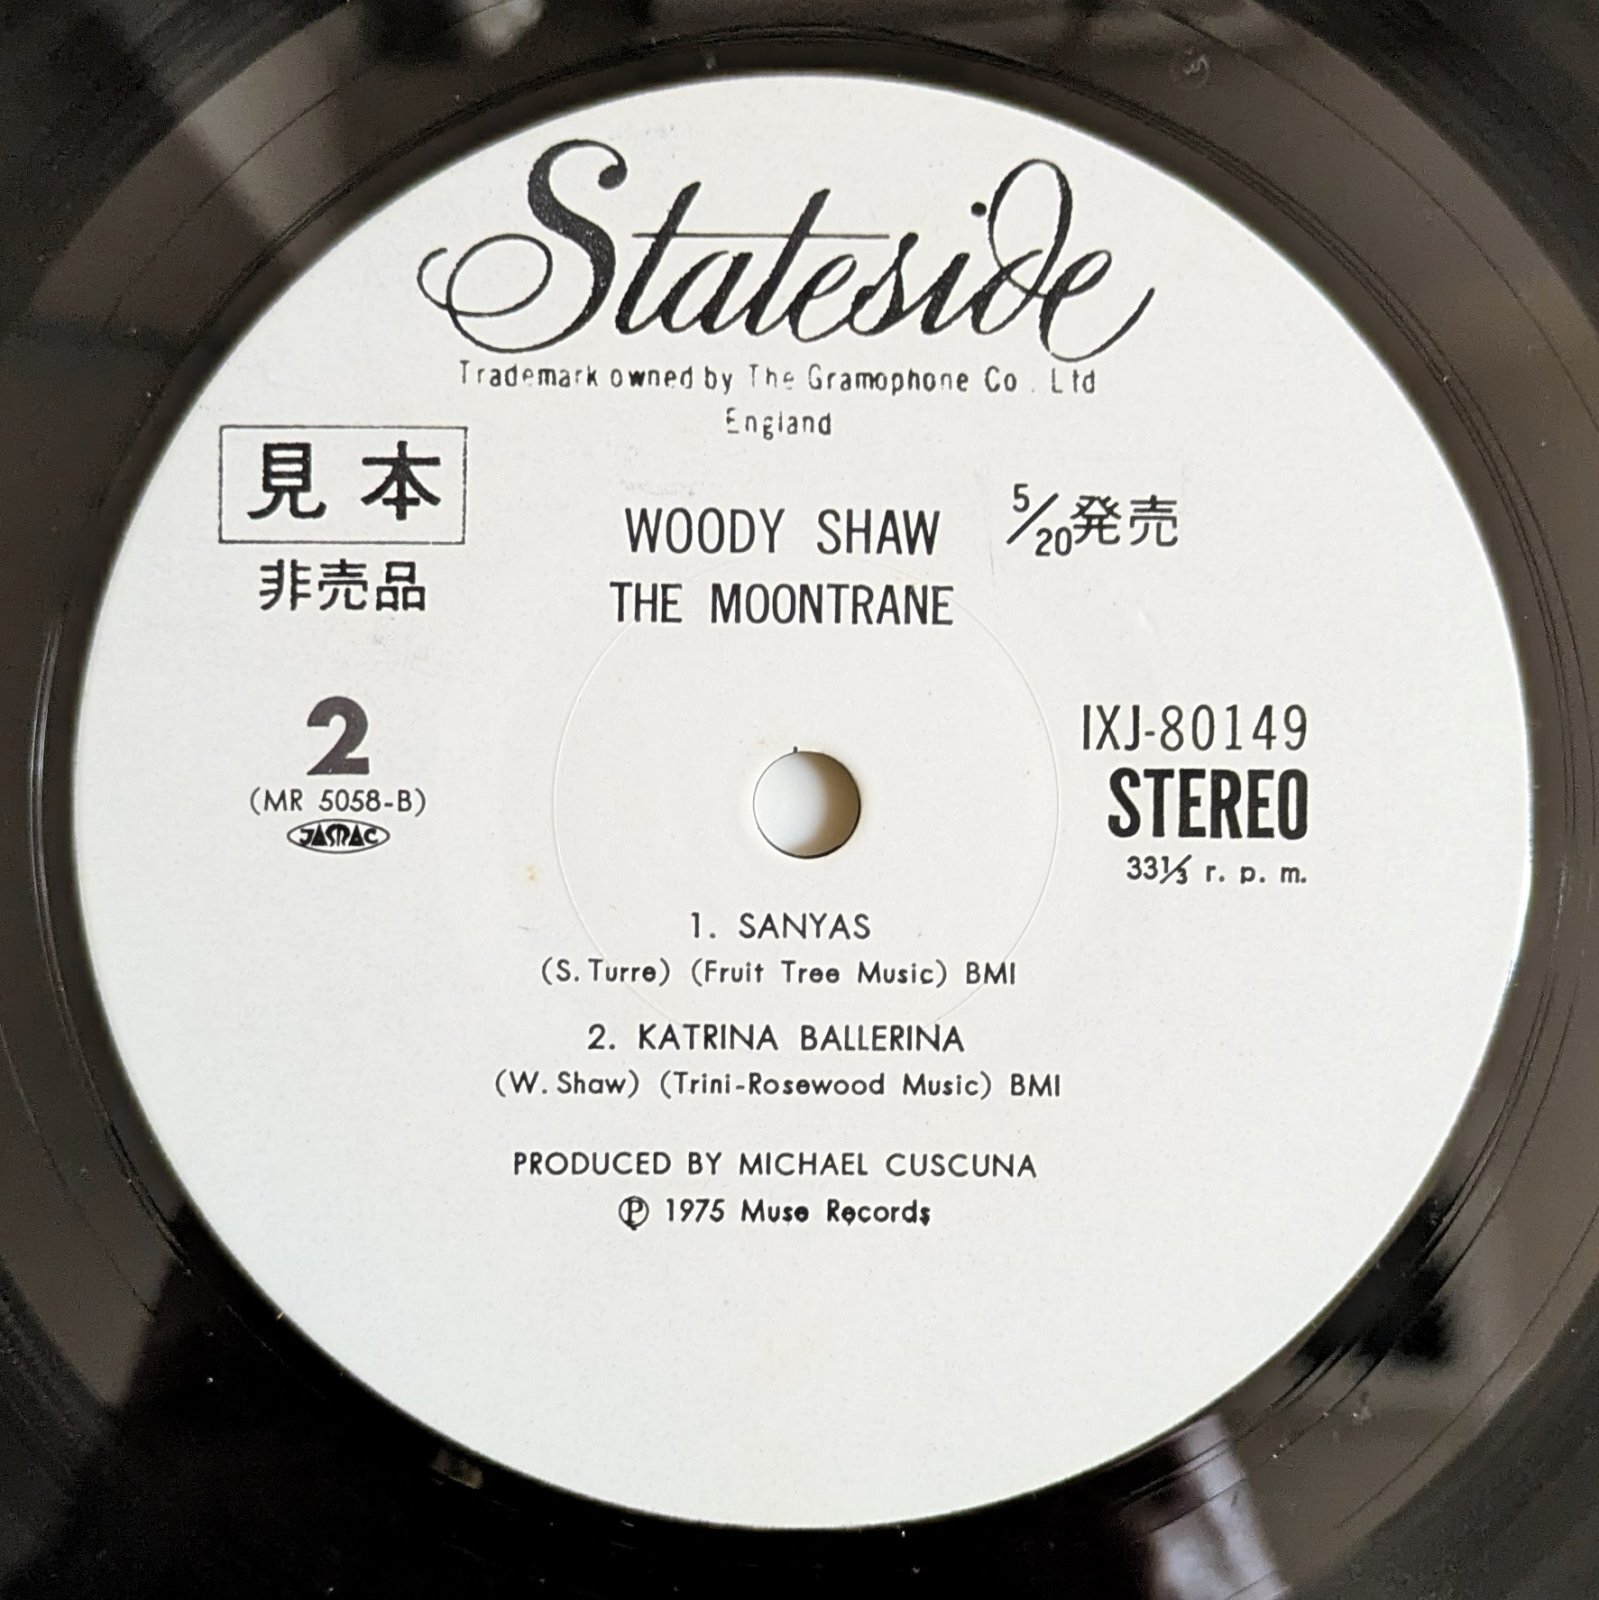 Stateside
Trademark owned by The Gramophone Co. Ltd
England
見本
非売品
WOODY SHAW
THE MOONTRANE
5/20発売
2
(MR 5058-B)
JASRAC
IXJ-80149
STEREO
33⅓ r. p. m.
1. SANYAS
(S. Turre) (Fruit Tree Music) BMI
2. KATRINA BALLERINA
(W. Shaw) (Trini-Rosewood Music) BMI
PRODUCED BY MICHAEL CUSCUNA
Ⓟ 1975 Muse Records